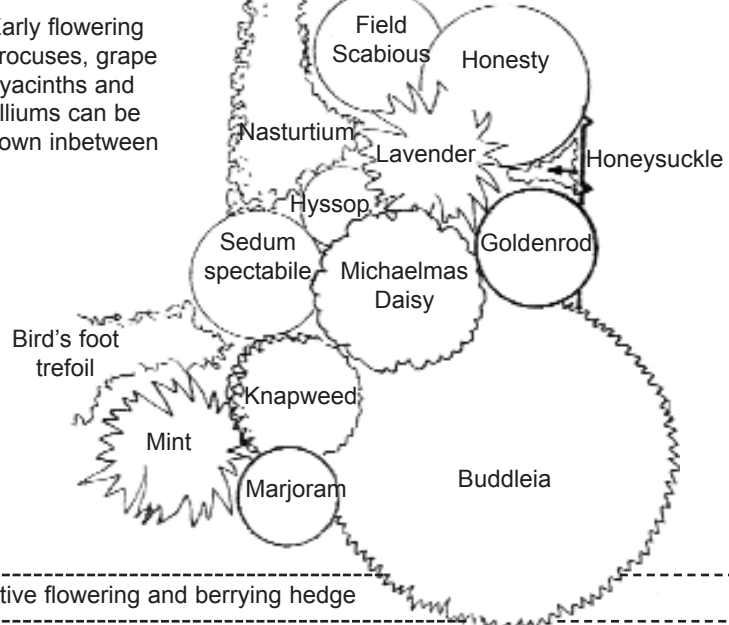 Early flowering
rocuses, grape
yacinths and
lliums can be
own inbetween
Field
Scabious
Honesty
Nasturtium
Lavender
Honeysuckle
Hyssop
Sedum
spectabile
Michaelmas
Daisy
Goldenrod
Bird's foot
trefoil
Knapweed
Mint
Marjoram
Buddleia
tive flowering and berrying hedge